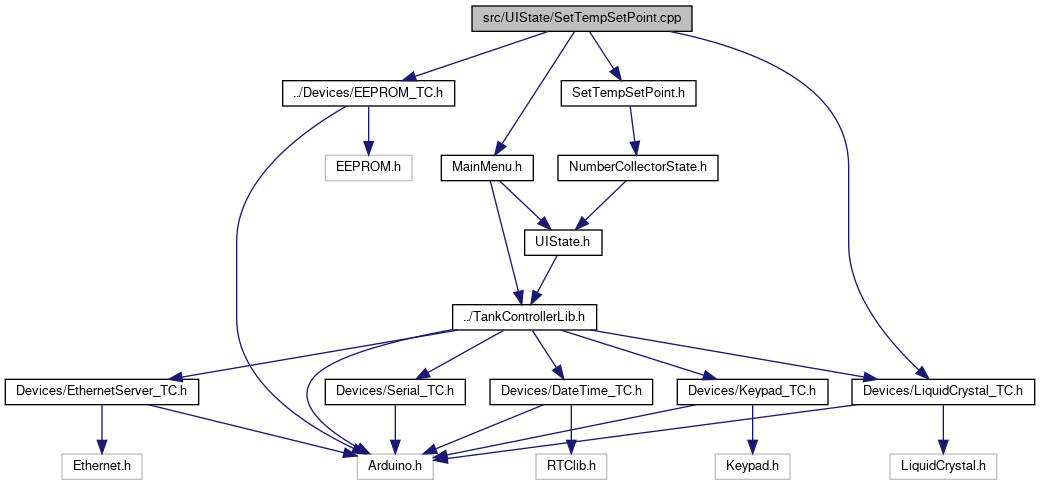 src/UIState/SetTempSetPoint.cpp
../Devices/EEPROM_TC.h
SetTempSetPoint.h
EEPROM.h
MainMenu.h
NumberCollectorState.h
UIState.h
../TankControllerLib.h
Devices/EthernetServer_TC.h
Devices/Serial_TC.h
Devices/DateTime_TC.h
Devices/Keypad_TC.h
Devices/LiquidCrystal_TC.h
Ethernet.h
Arduino.h
RTClib.h
Keypad.h
LiquidCrystal.h